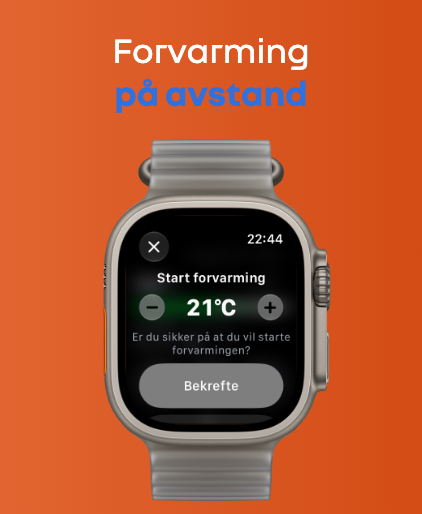 Forvarming
på avstand
22:44
Start forvarming
21°C
Er du sikker på at du vil starte
forvarmingen?
Bekrefte